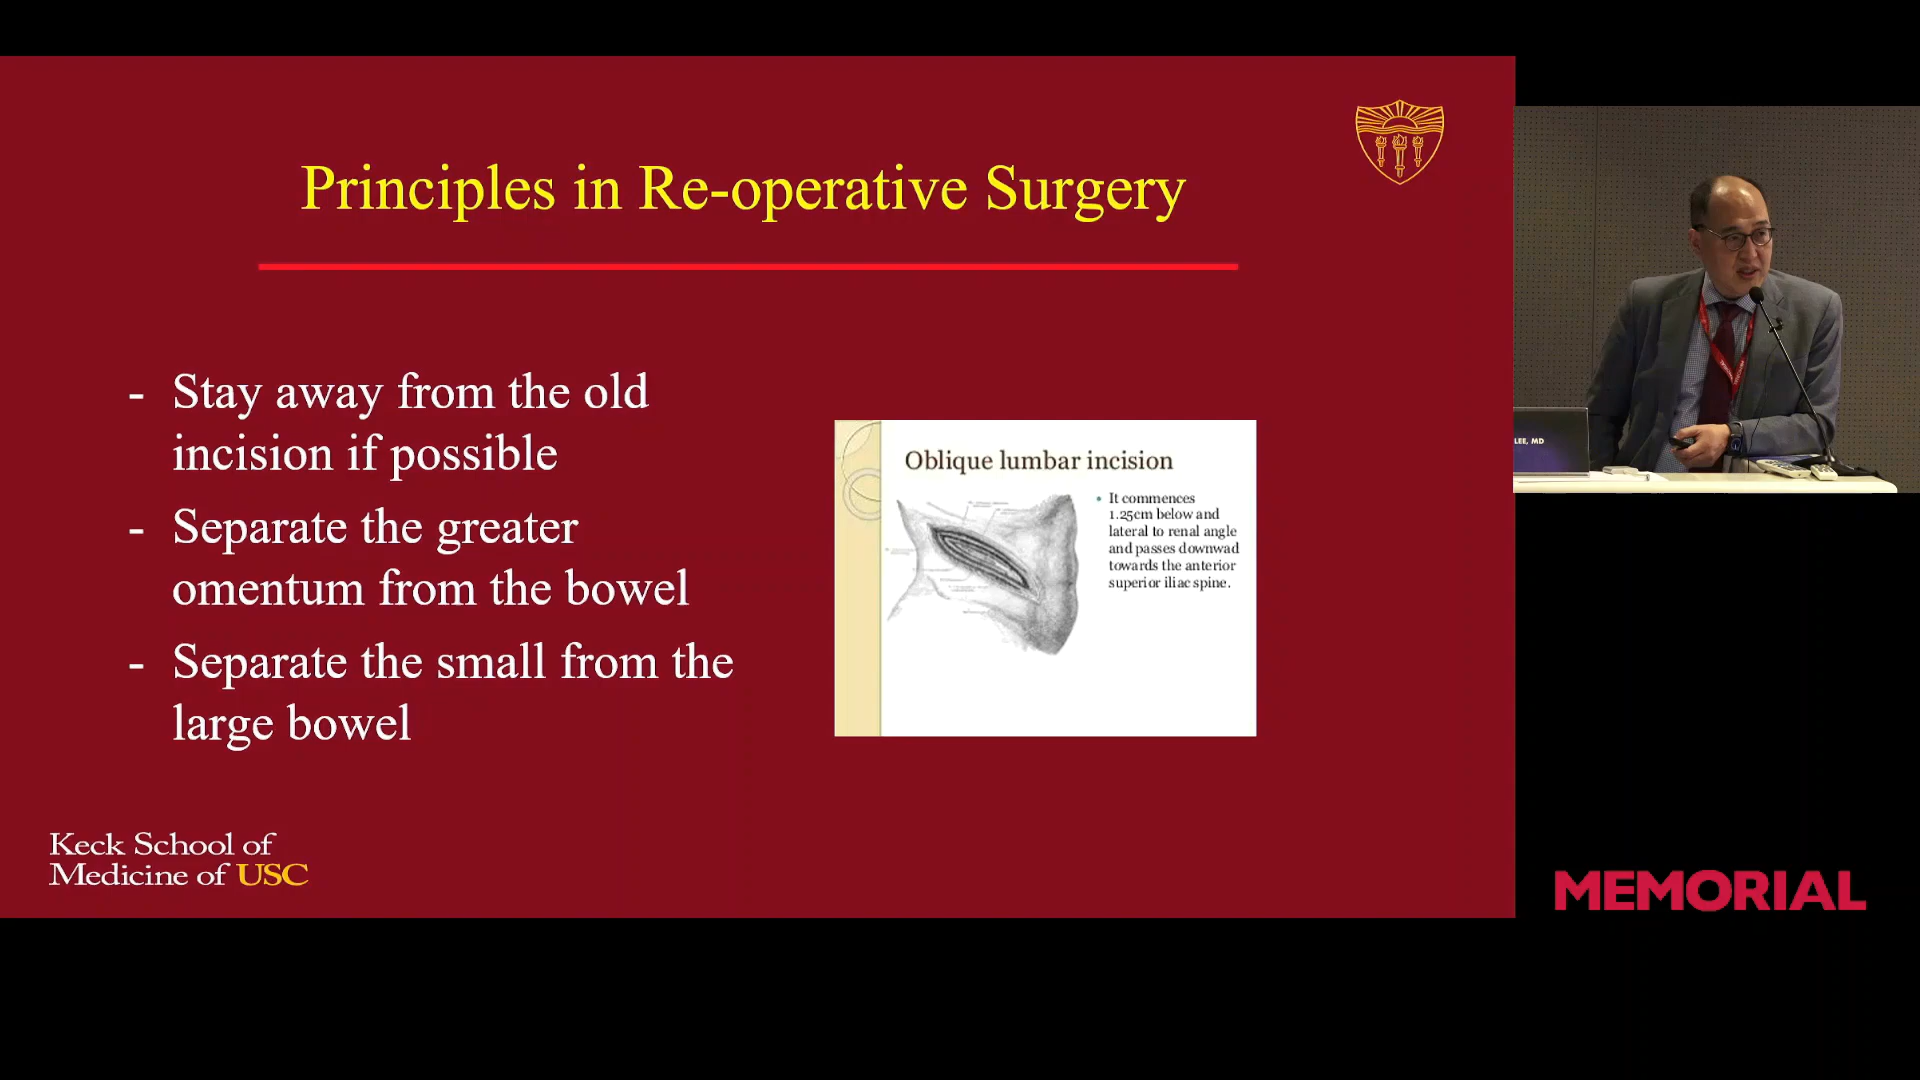 Principles in Re-operative Surgery
- Stay away from the old
incision if possible
- Separate the greater
omentum from the bowel
- Separate the small from the
large bowel
Oblique lumbar incision
• It commences
1.25cm below and
lateral to renal angle
and passes downwad
towards the anterior
superior iliac spine.
Keck School of
Medicine of USC
LEE, MD
MEMORIAL